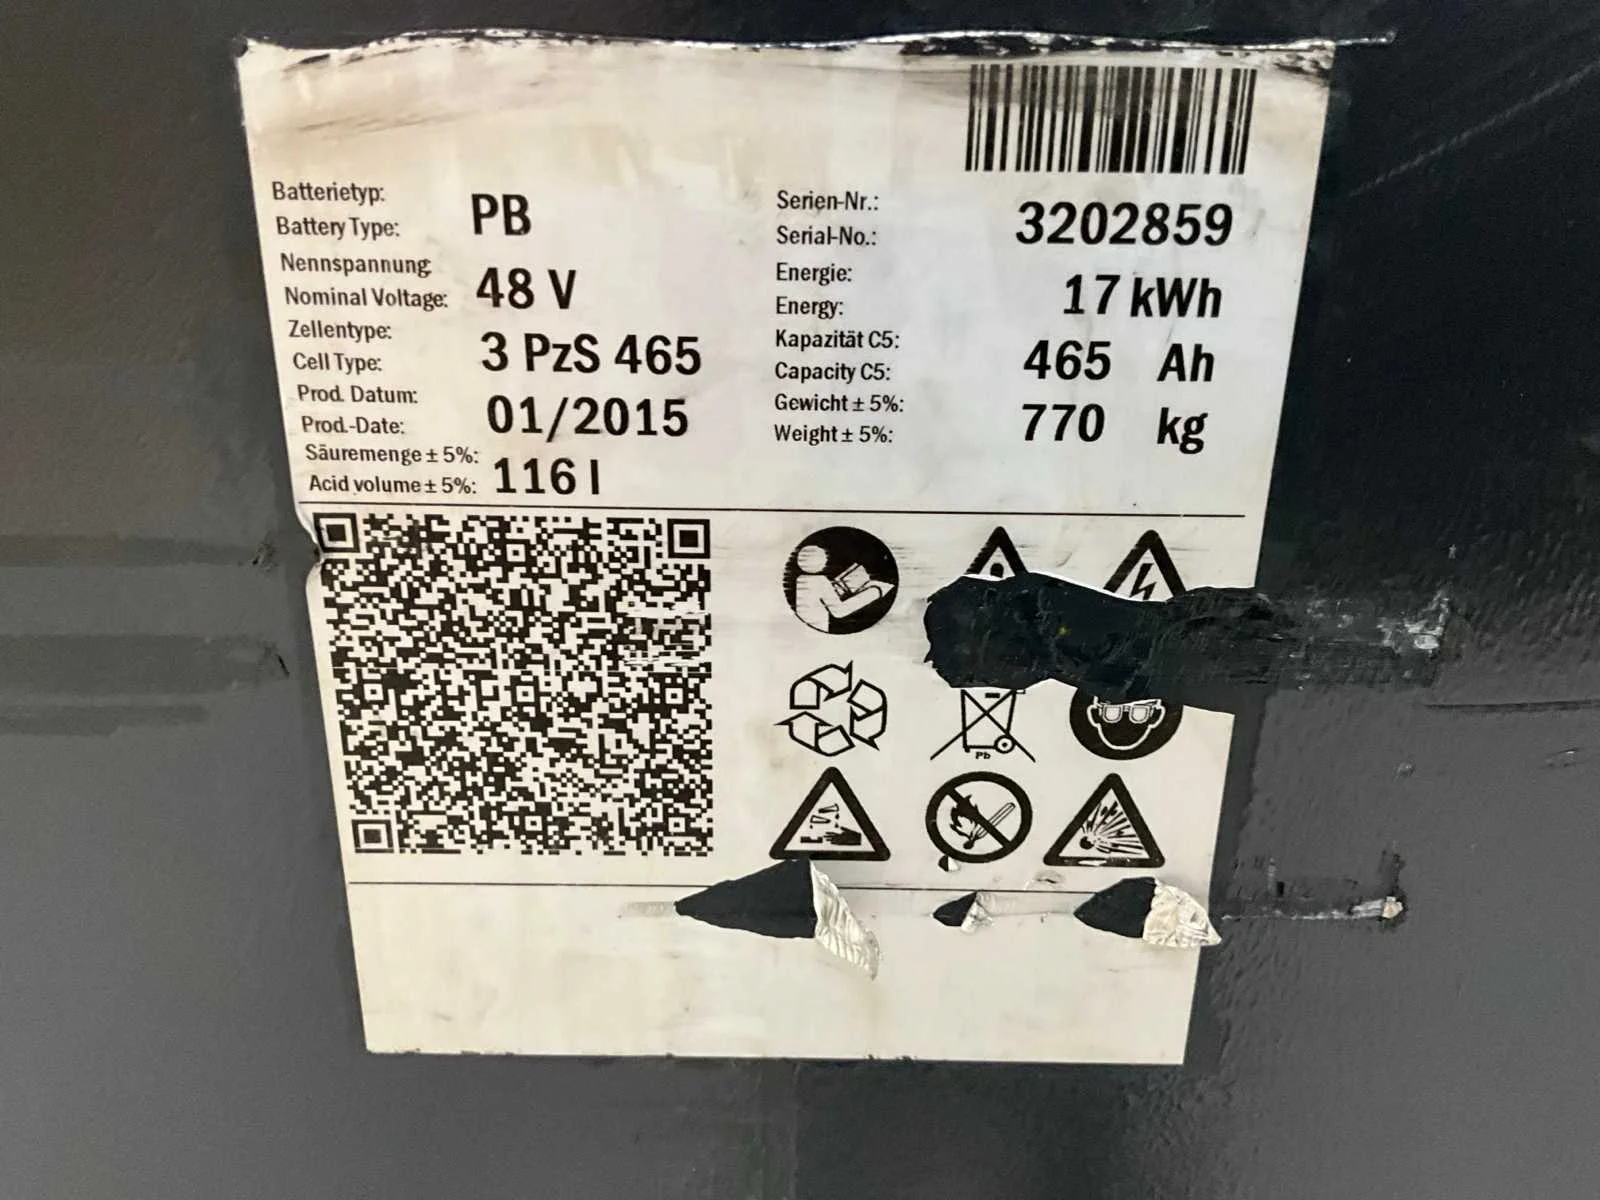 Batterietyp:
Battery Type: PB
Nennspannung:
Nominal Voltage: 48 V
Zellentype:
Cell Type: 3 PzS 465
Prod. Datum:
Prod.-Date: 01/2015
Säuremenge ± 5%:
Acid volume ± 5%: 116 l
Serien-Nr.:
Serial-No.: 3202859
Energie:
Energy: 17 kWh
Kapazität C5:
Capacity C5: 465 Ah
Gewicht ± 5%:
Weight ± 5%: 770 kg
Pb